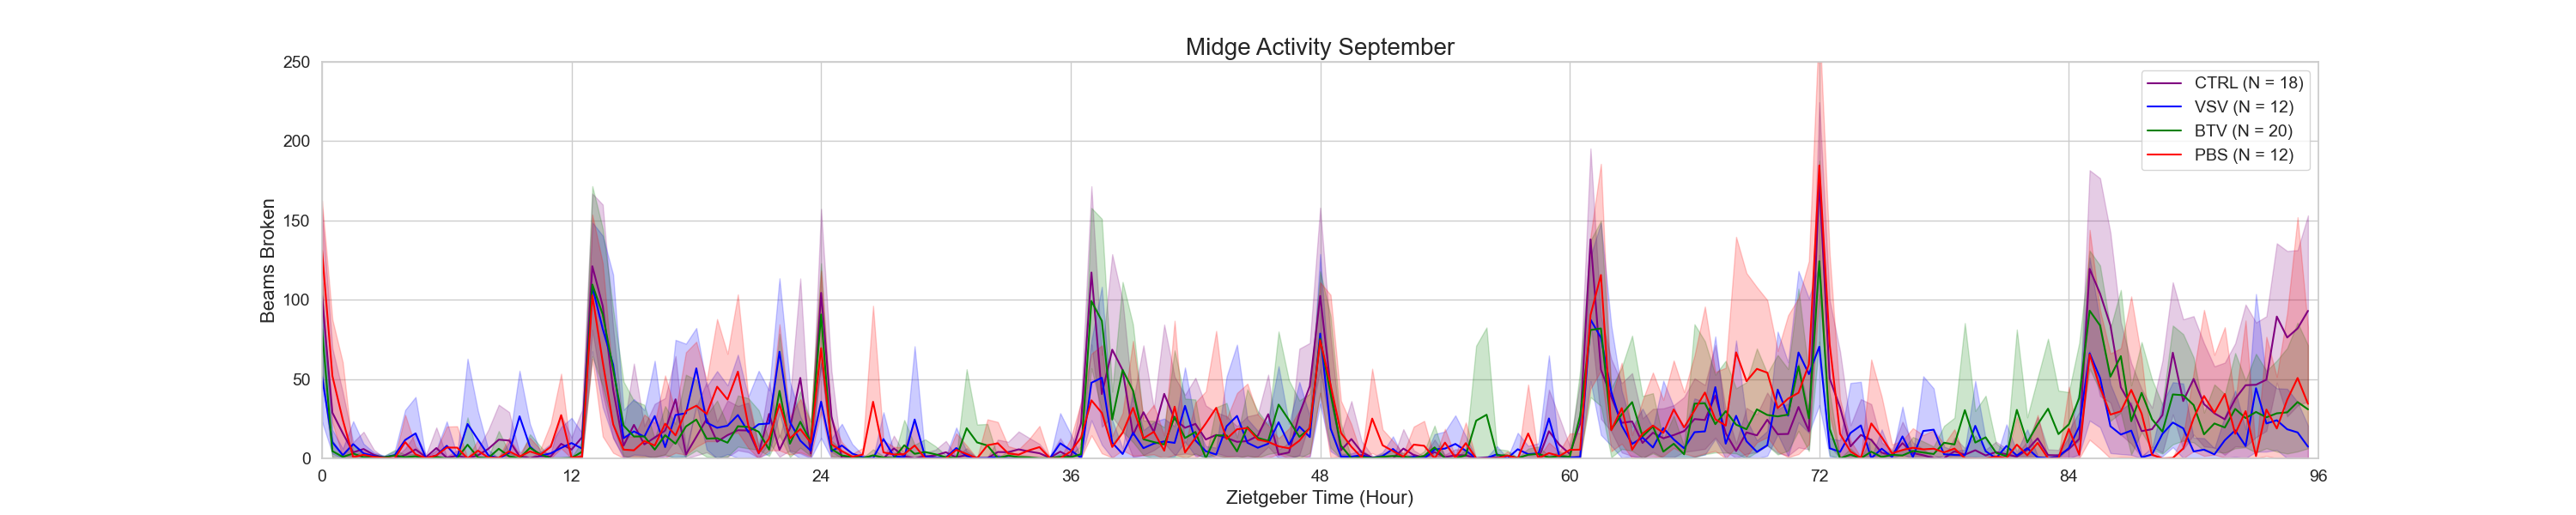 Midge Activity September
250
200
150
100
50
0
Beams Broken
CTRL (N = 18)
VSV (N = 12)
BTV (N = 20)
PBS (N = 12)
0 12 24 36 48 60 72 84 96
Zietgeber Time (Hour)